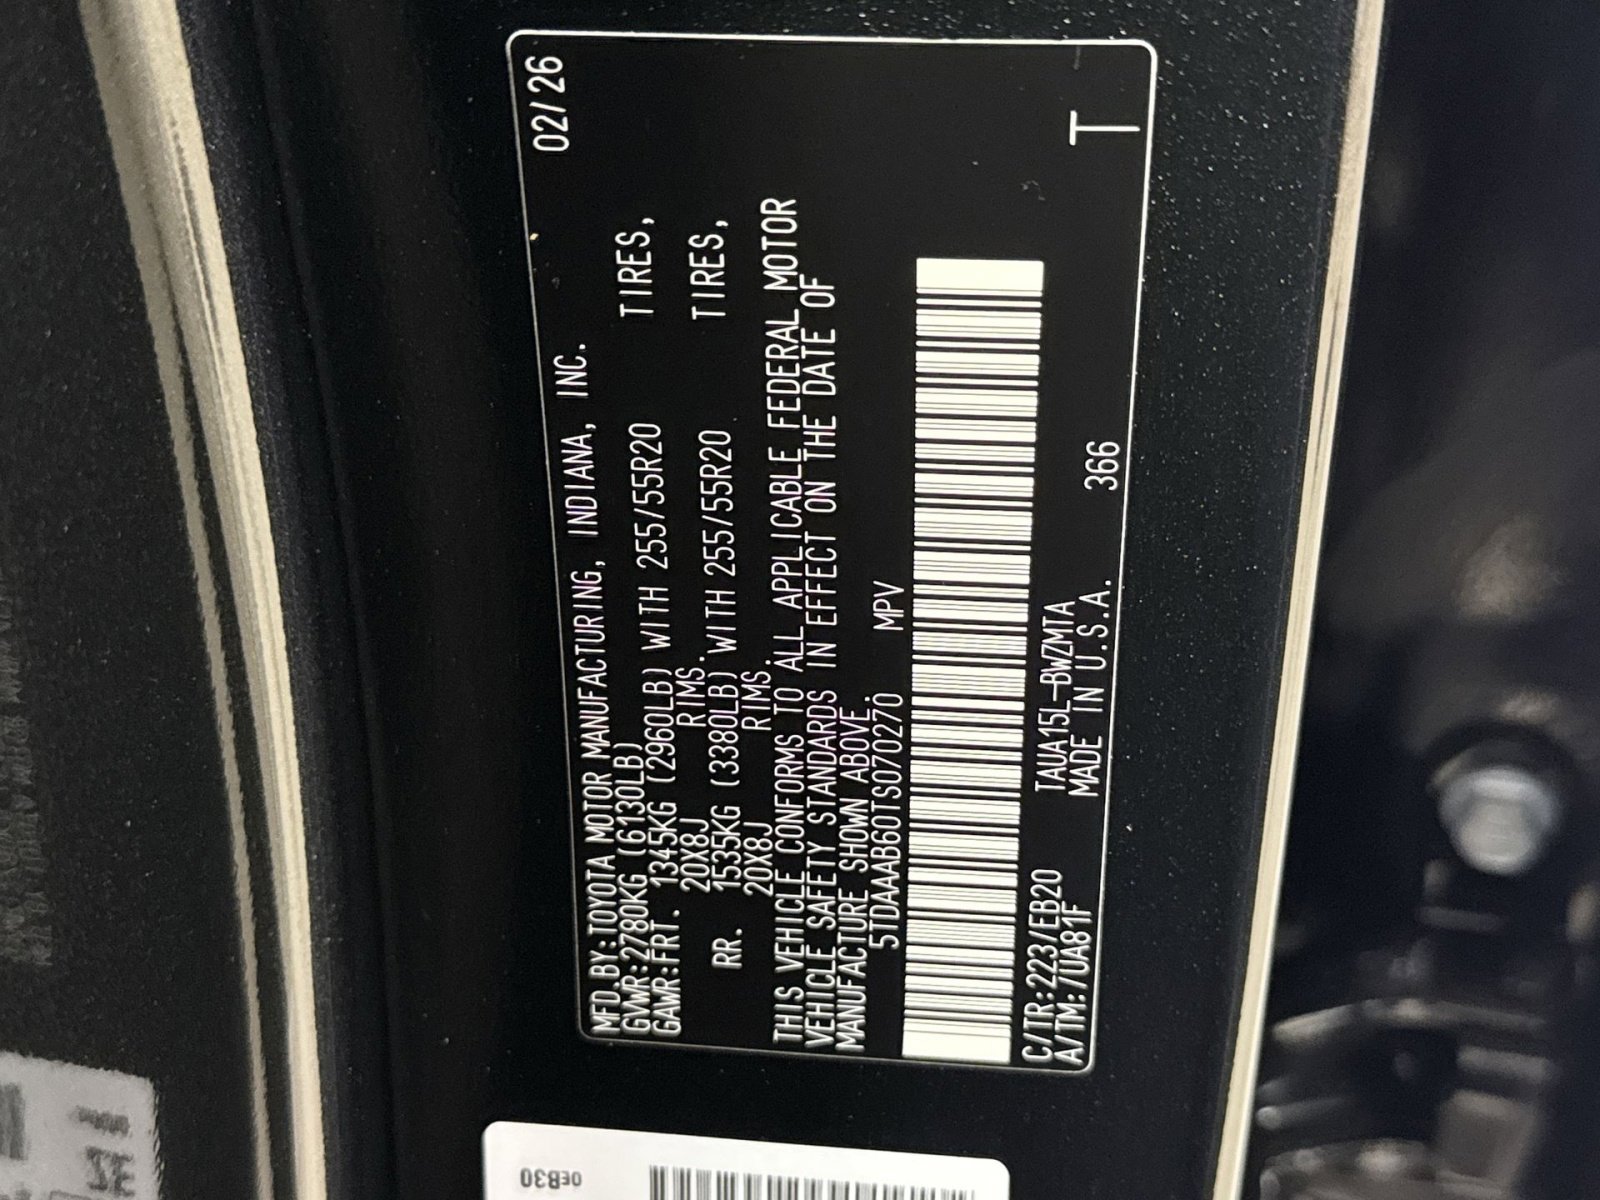 02/26
MFD.BY:TOYOTA MOTOR MANUFACTURING, INDIANA, INC.
GVWR:2780KG (6130LB)
GAWR:FRT. 1345KG (2960LB) WITH 255/55R20 TIRES,
20X8J RIMS.
RR. 1535KG (3380LB) WITH 255/55R20 TIRES,
20X8J RIMS.
THIS VEHICLE CONFORMS TO ALL APPLICABLE FEDERAL MOTOR
VEHICLE SAFETY STANDARDS IN EFFECT ON THE DATE OF
MANUFACTURE SHOWN ABOVE.
5TDAAAB60TS070270 MPV
C/TR:223/EB20 TAUA15L-BWZMTA 366
A/TM:7UA81F MADE IN U.S.A. T
0EB30